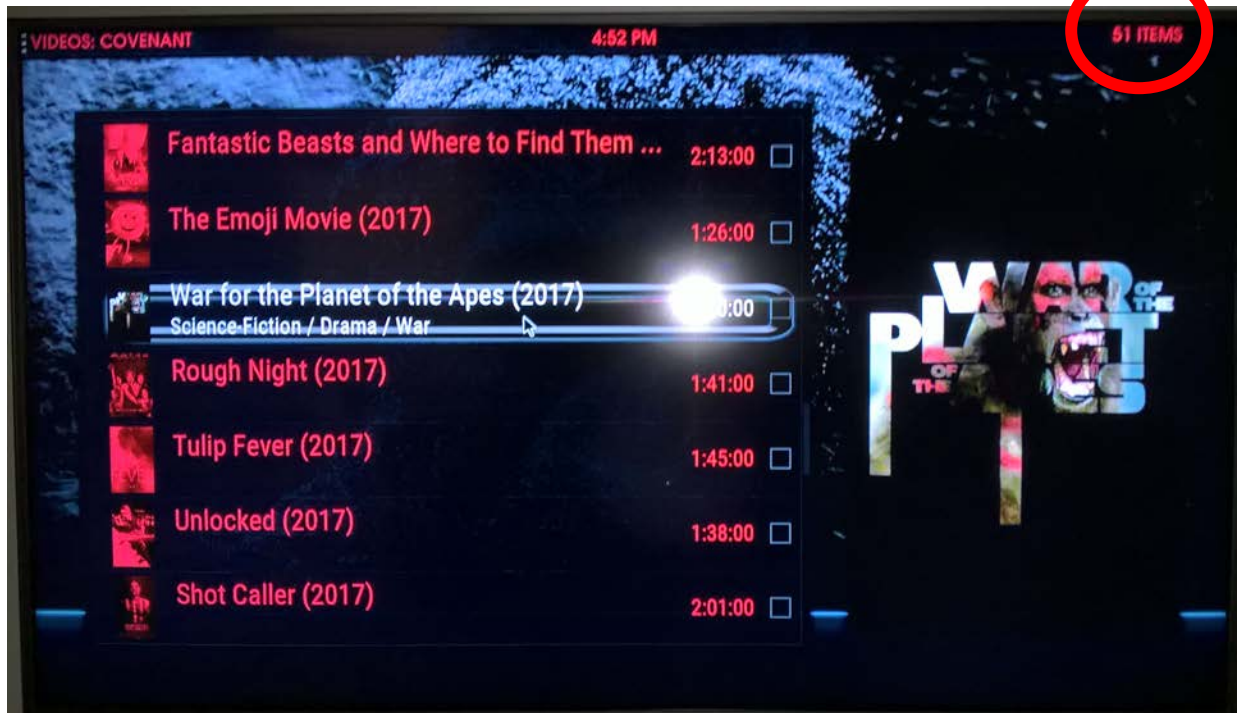 VIDEOS: COVENANT
4:52 PM
51 ITEMS
Fantastic Beasts and Where to Find Them ...
2:13:00
The Emoji Movie (2017)
1:26:00
War for the Planet of the Apes (2017)
0:00
Science-Fiction / Drama / War
Rough Night (2017)
1:41:00
Tulip Fever (2017)
1:45:00
Unlocked (2017)
1:38:00
Shot Caller (2017)
2:01:00
WAR
OF
THE
PLANET
OF
THE
APES